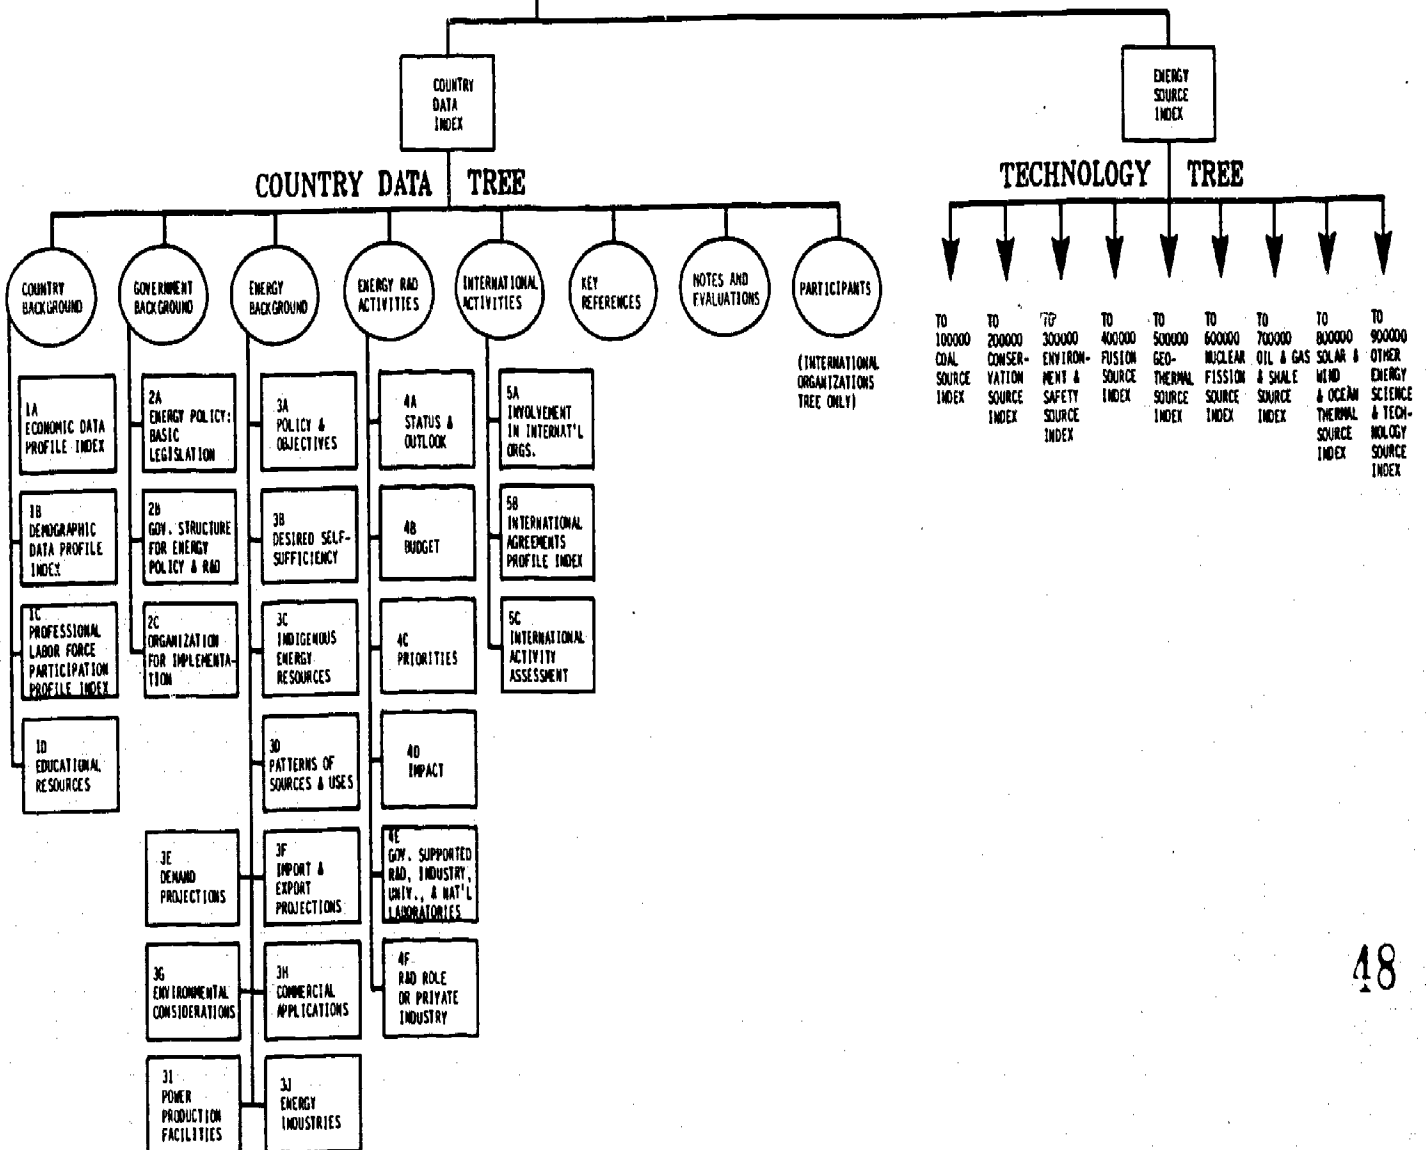 COUNTRY
DATA
INDEX
ENERGY
SOURCE
INDEX
COUNTRY DATA TREE
TECHNOLOGY TREE
COUNTRY
BACKGROUND
GOVERNMENT
BACKGROUND
ENERGY
BACKGROUND
ENERGY R&D
ACTIVITIES
INTERNATIONAL
ACTIVITIES
KEY
REFERENCES
NOTES AND
EVALUATIONS
PARTICIPANTS
(INTERNATIONAL
ORGANIZATIONS
TREE ONLY)
TO
100000
COAL
SOURCE
INDEX
TO
200000
CONSER-
VATION
SOURCE
INDEX
TO
300000
ENVIRON-
MENT &
SAFETY
SOURCE
INDEX
TO
400000
FUSION
SOURCE
INDEX
TO
500000
GEO-
THERMAL
SOURCE
INDEX
TO
600000
NUCLEAR
FISSION
SOURCE
INDEX
TO
700000
OIL & GAS
& SHALE
SOURCE
INDEX
TO
800000
SOLAR &
WIND
& OCEAN
THERMAL
SOURCE
INDEX
TO
900000
OTHER
ENERGY
SCIENCE
& TECH-
NOLOGY
SOURCE
INDEX
1A
ECONOMIC DATA
PROFILE INDEX
1B
DEMOGRAPHIC
DATA PROFILE
INDEX
1C
PROFESSIONAL
LABOR FORCE
PARTICIPATION
PROFILE INDEX
1D
EDUCATIONAL
RESOURCES
2A
ENERGY POLICY:
BASIC
LEGISLATION
2B
GOV. STRUCTURE
FOR ENERGY
POLICY & R&D
2C
ORGANIZATION
FOR IMPLEMENTA-
TION
3A
POLICY &
OBJECTIVES
3B
DESIRED SELF-
SUFFICIENCY
3C
INDIGENOUS
ENERGY
RESOURCES
3D
PATTERNS OF
SOURCES & USES
3E
DEMAND
PROJECTIONS
3F
IMPORT &
EXPORT
PROJECTIONS
3G
ENVIRONMENTAL
CONSIDERATIONS
3H
COMMERCIAL
APPLICATIONS
3I
POWER
PRODUCTION
FACILITIES
3J
ENERGY
INDUSTRIES
4A
STATUS &
OUTLOOK
4B
BUDGET
4C
PRIORITIES
4D
IMPACT
4E
GOV. SUPPORTED
R&D, INDUSTRY,
UNIV., & NAT'L
LABORATORIES
4F
R&D ROLE
OR PRIVATE
INDUSTRY
5A
INVOLVEMENT
IN INTERNAT'L
ORGS.
5B
INTERNATIONAL
AGREEMENTS
PROFILE INDEX
5C
INTERNATIONAL
ACTIVITY
ASSESSMENT
48